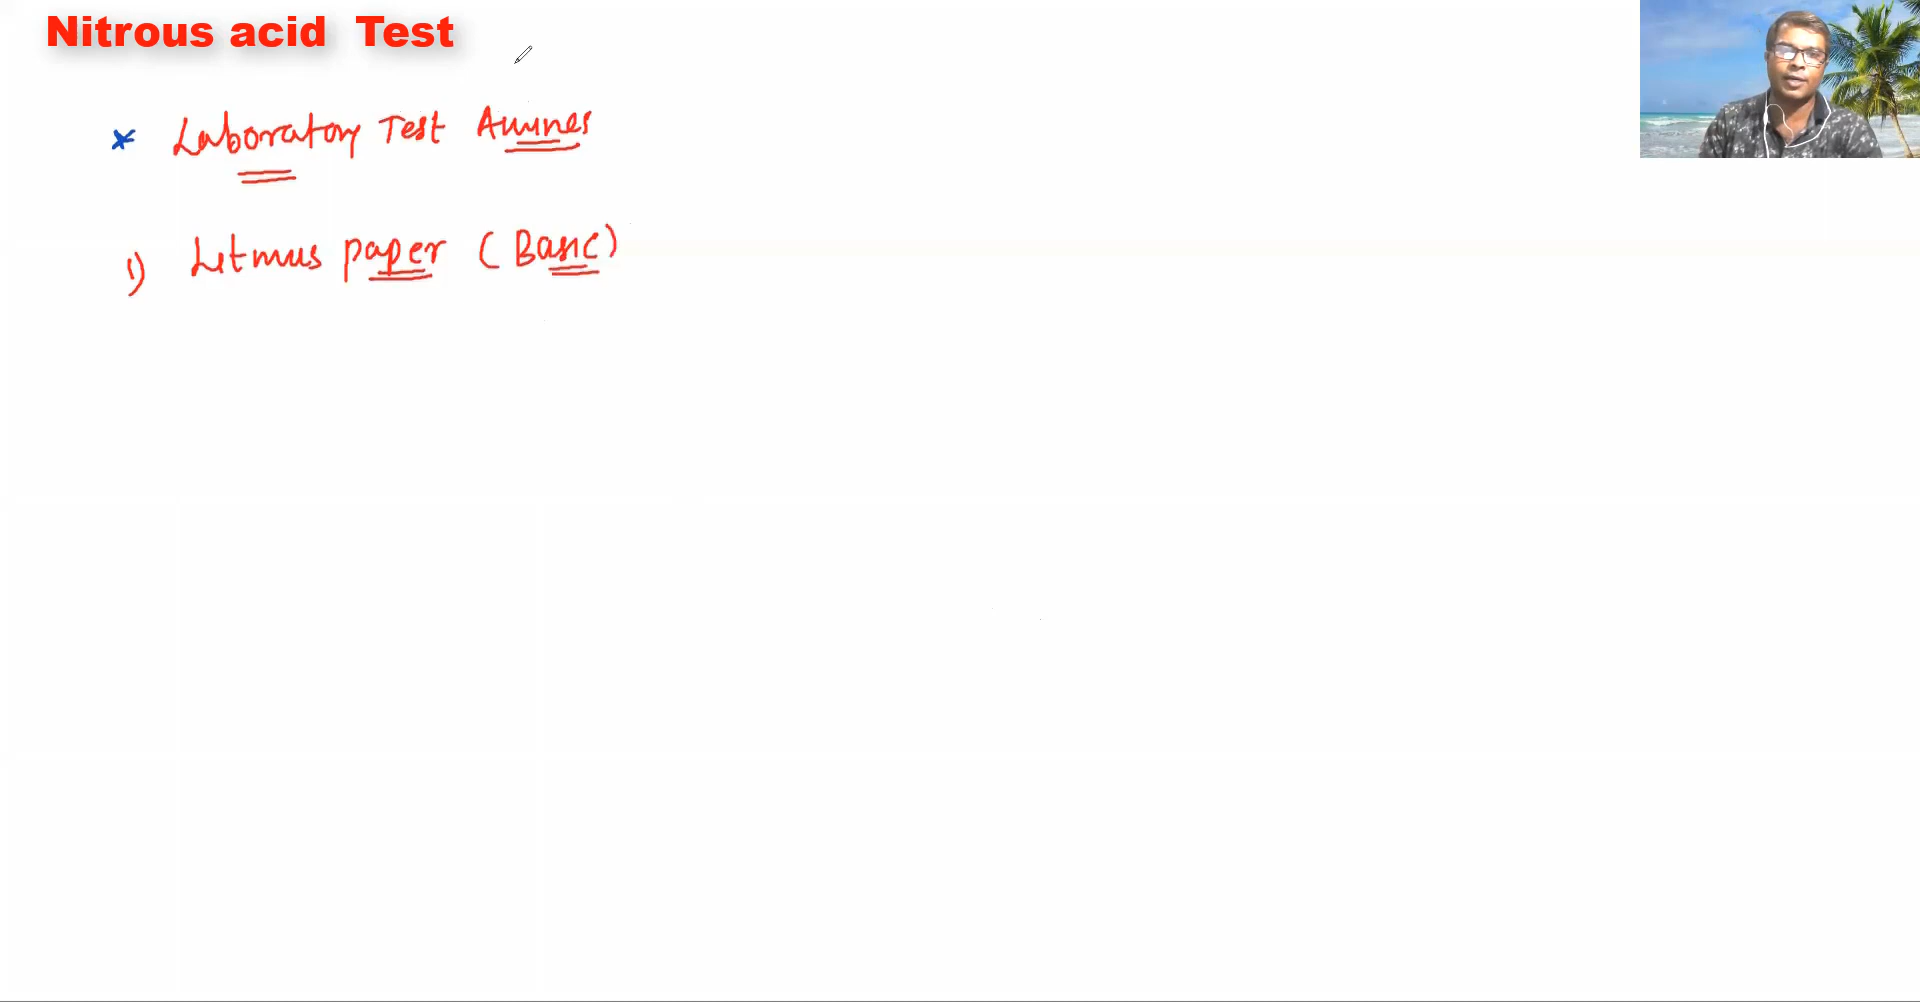 Nitrous acid Test
* Laboratory Test Amines
1) Litmus paper (Basic)